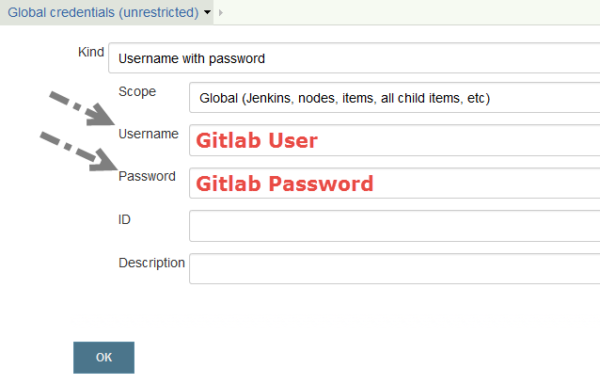 Global credentials (unrestricted)
Kind
Username with password
Scope
Global (Jenkins, nodes, items, all child items, etc)
Username
Gitlab User
Password
Gitlab Password
ID
Description
OK